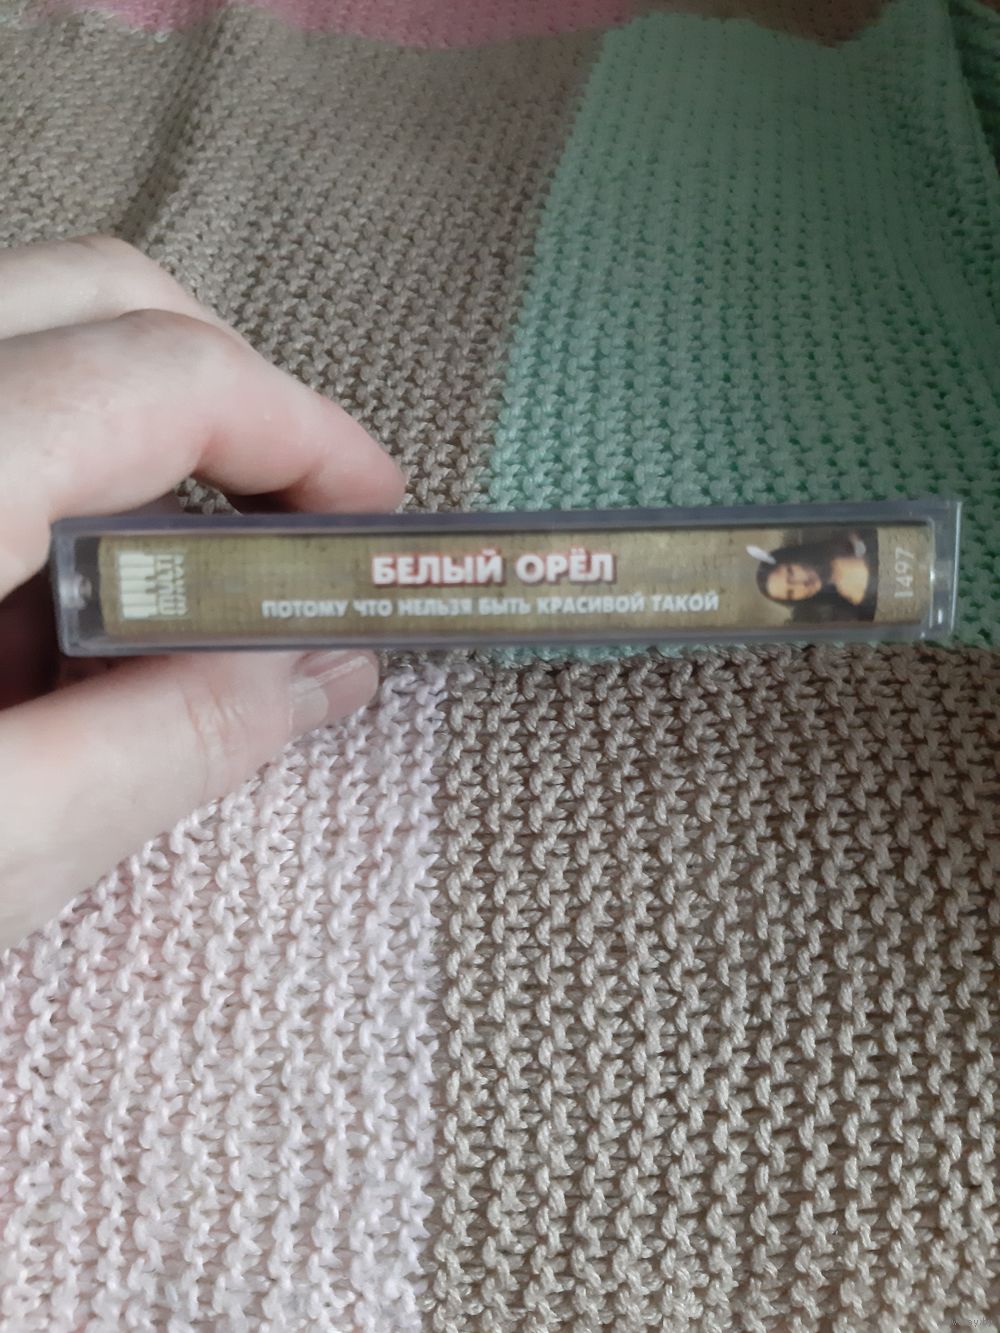 БЕЛЫЙ ОРЁЛ
ПОТОМУ ЧТО НЕЛЬЗЯ БЫТЬ КРАСИВОЙ ТАКОЙ
1497